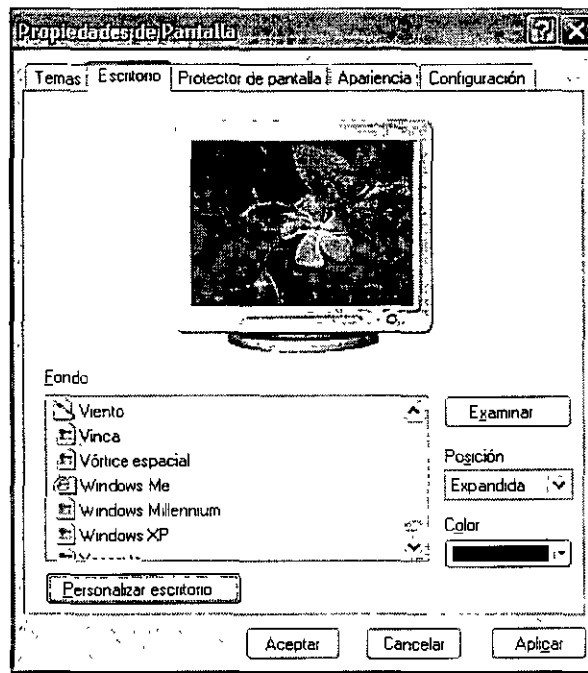 Propiedades de Pantalla
Temas Escritorio Protector de pantalla Apariencia Configuración
Fondo
Viento
Vinca
Vórtice espacial
Windows Me
Windows Millennium
Windows XP
Examinar
Posición
Expandida
Color
Personalizar escritorio
Aceptar Cancelar Aplicar